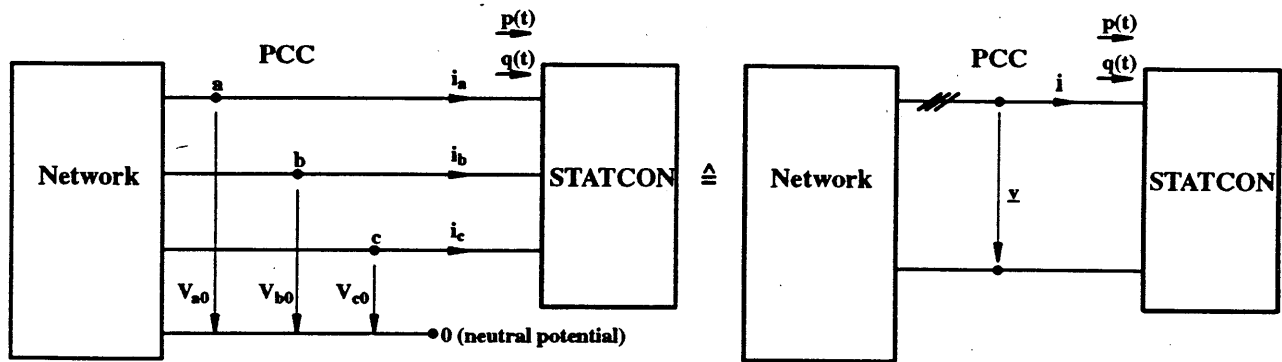 p(t)
q(t)
PCC
a
i_a
b
i_b
c
i_c
Network
STATCON
V_a0
V_b0
V_c0
0 (neutral potential)
≙
p(t)
q(t)
PCC
i
Network
v
STATCON